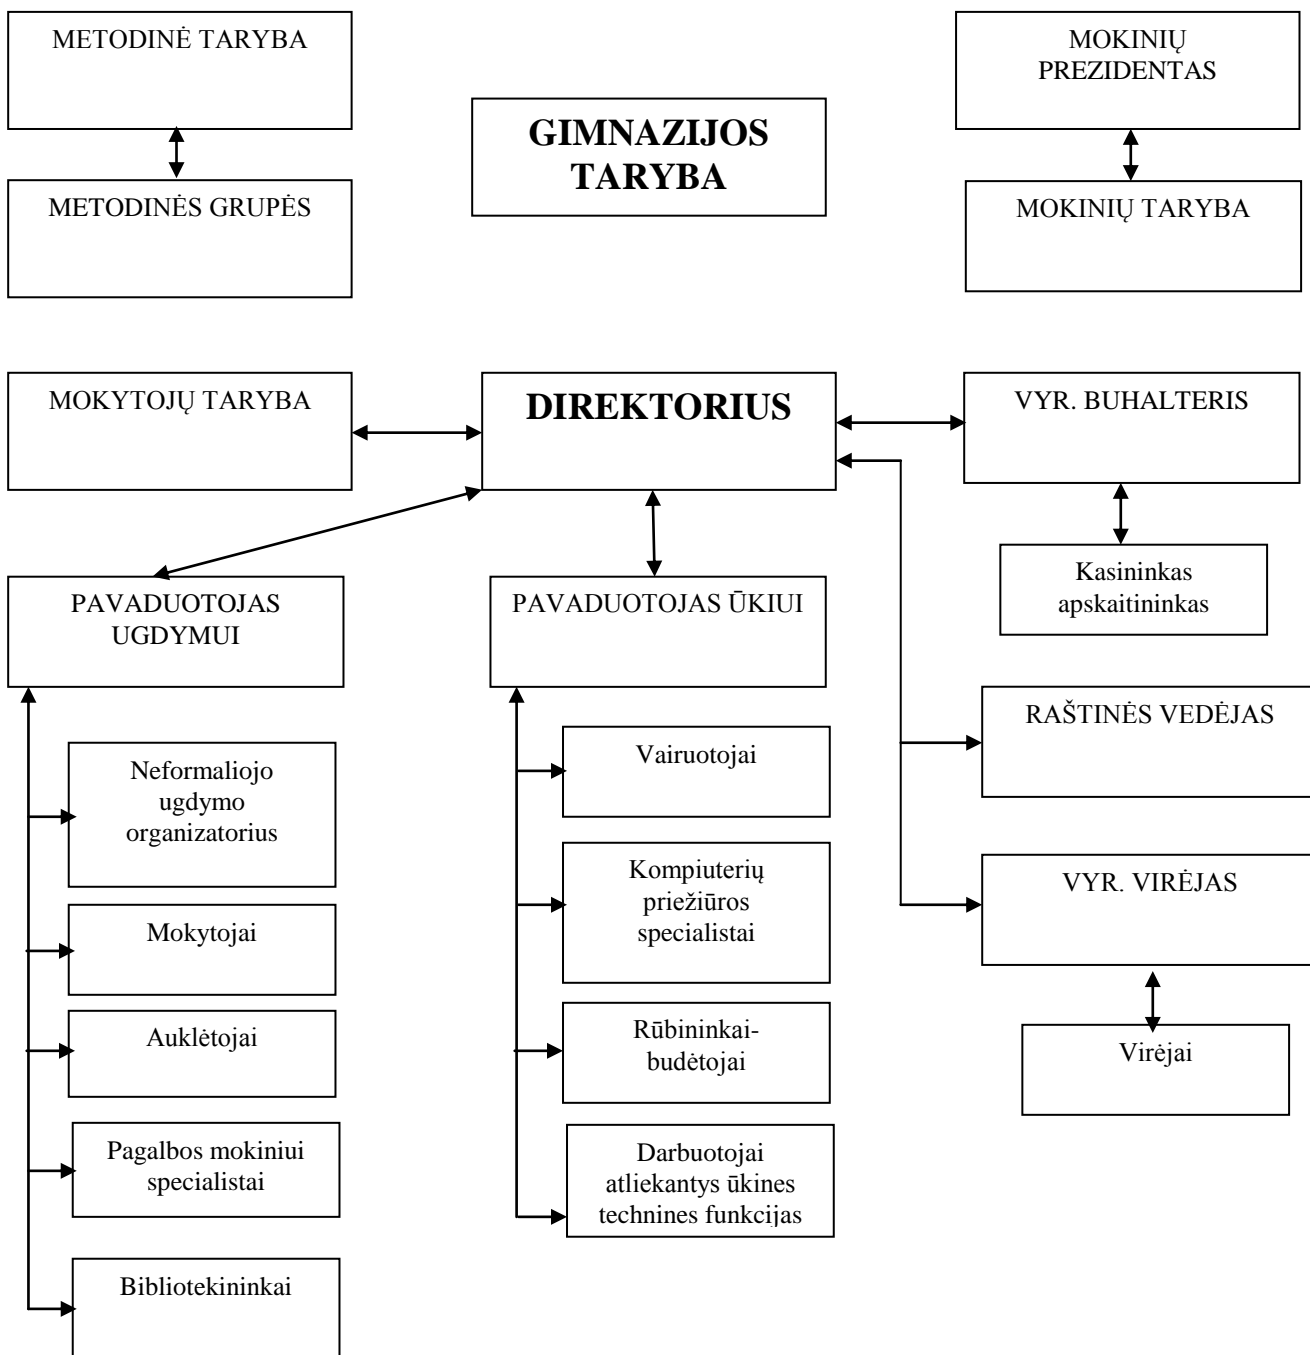 METODINĖ TARYBA
MOKINIŲ
PREZIDENTAS
GIMNAZIJOS
TARYBA
METODINĖS GRUPĖS
MOKINIŲ TARYBA
MOKYTOJŲ TARYBA
DIREKTORIUS
VYR. BUHALTERIS
Kasininkas
apskaitininkas
PAVADUOTOJAS
UGDYMUI
PAVADUOTOJAS ŪKIUI
RAŠTINĖS VEDĖJAS
Neformaliojo
ugdymo
organizatorius
Vairuotojai
Kompiuterių
priežiūros
specialistai
VYR. VIRĖJAS
Mokytojai
Auklėtojai
Rūbininkai-
budėtojai
Virėjai
Pagalbos mokiniui
specialistai
Darbuotojai
atliekantys ūkines
technines funkcijas
Bibliotekininkai